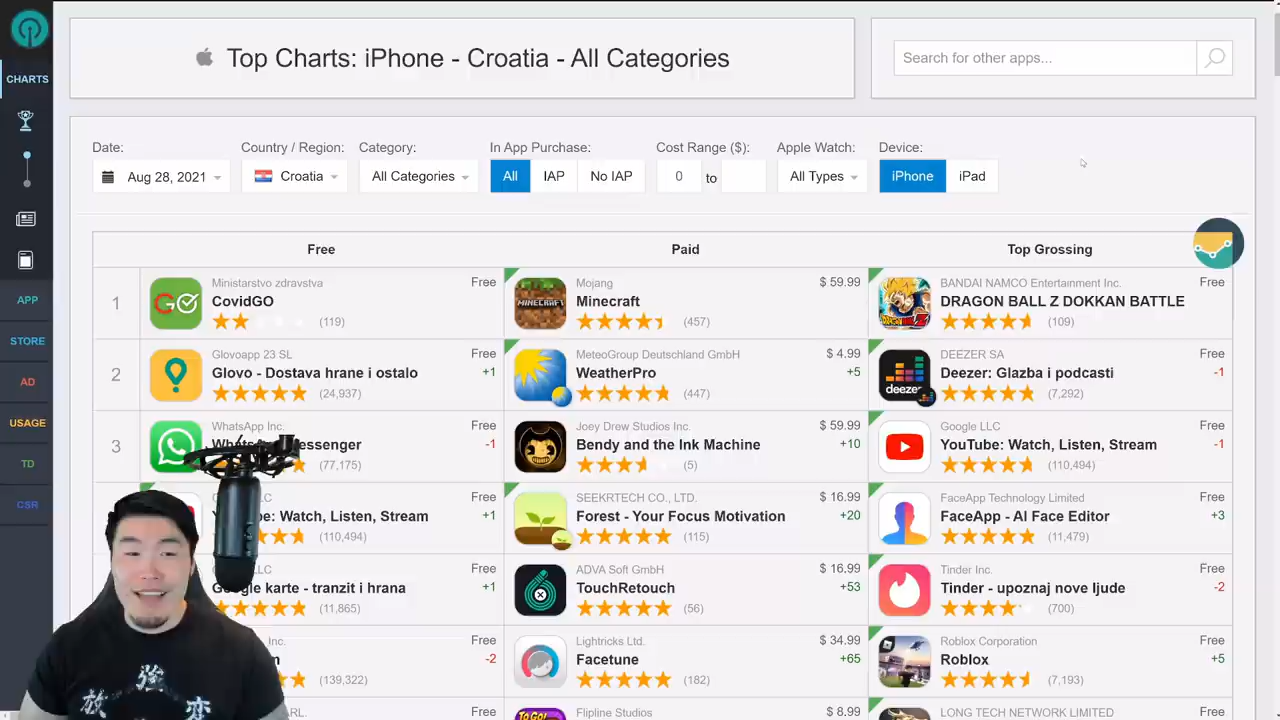 Top Charts: iPhone - Croatia - All Categories
Search for other apps...
CHARTS
APP
STORE
AD
USAGE
TD
CSR
Date:
Country / Region:
Category:
In App Purchase:
Cost Range ($):
Apple Watch:
Device:
Aug 28, 2021
Croatia
All Categories
All
IAP
No IAP
0
to
All Types
iPhone
iPad
Free
Paid
Top Grossing
1
Ministarstvo zdravstva
Free
CovidGO
(119)
Mojang
$ 59.99
Minecraft
(457)
BANDAI NAMCO Entertainment Inc.
Free
DRAGON BALL Z DOKKAN BATTLE
(109)
2
Glovoapp 23 SL
Free
Glovo - Dostava hrane i ostalo
+1
(24,937)
MeteoGroup Deutschland GmbH
$ 4.99
WeatherPro
+5
(447)
DEEZER SA
Free
Deezer: Glazba i podcasti
-1
(7,292)
3
WhatsApp Inc.
Free
-1
(77,175)
Joey Drew Studios Inc.
$ 59.99
Bendy and the Ink Machine
+10
(5)
Google LLC
Free
YouTube: Watch, Listen, Stream
-1
(110,494)
Free
Watch, Listen, Stream
+1
(110,494)
SEEKRTECH CO., LTD.
$ 16.99
Forest - Your Focus Motivation
+20
(115)
FaceApp Technology Limited
Free
FaceApp - AI Face Editor
+3
(11,479)
Free
karte - tranzit i hrana
+1
(11,865)
ADVA Soft GmbH
$ 16.99
TouchRetouch
+53
(56)
Tinder Inc.
Free
Tinder - upoznaj nove ljude
-2
(700)
Inc.
Free
-2
(139,322)
Lightricks Ltd.
$ 34.99
Facetune
+65
(182)
Roblox Corporation
Free
Roblox
+5
(7,193)
Free
Flipline Studios
$ 8.99
LONG TECH NETWORK LIMITED
Free
MINECRAFT
deezer
強
放
变